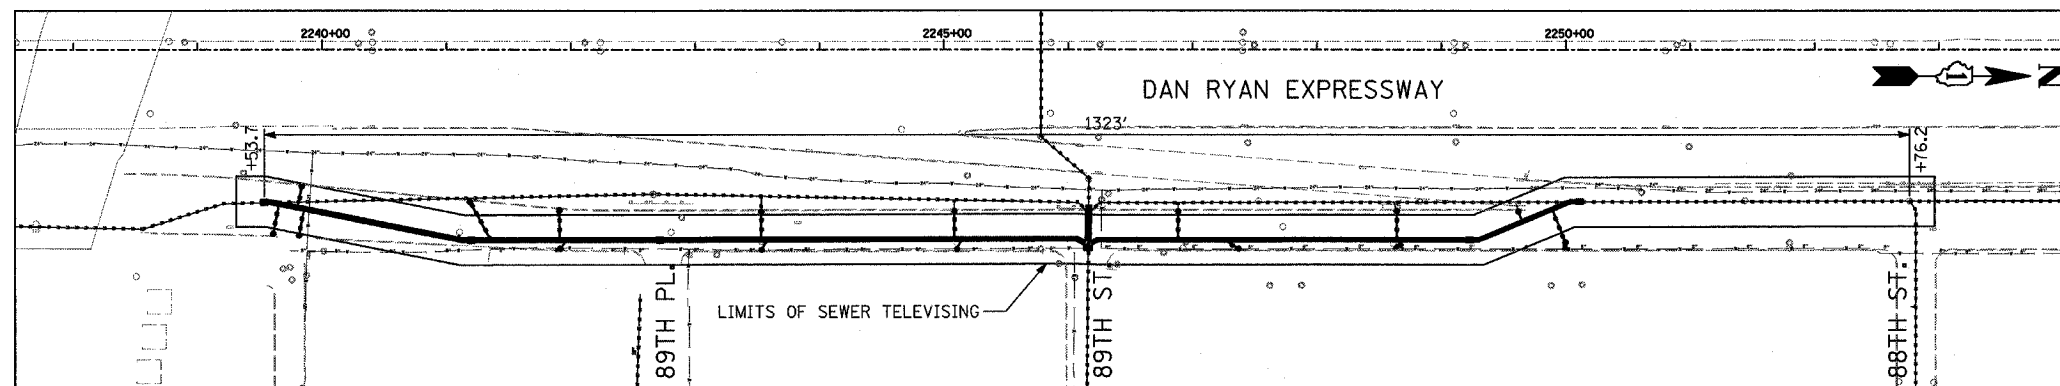 2240+00
2245+00
2250+00
DAN RYAN EXPRESSWAY
N
1323'
+53.7
+76.2
LIMITS OF SEWER TELEVISING
89TH PL.
89TH ST.
88TH ST.